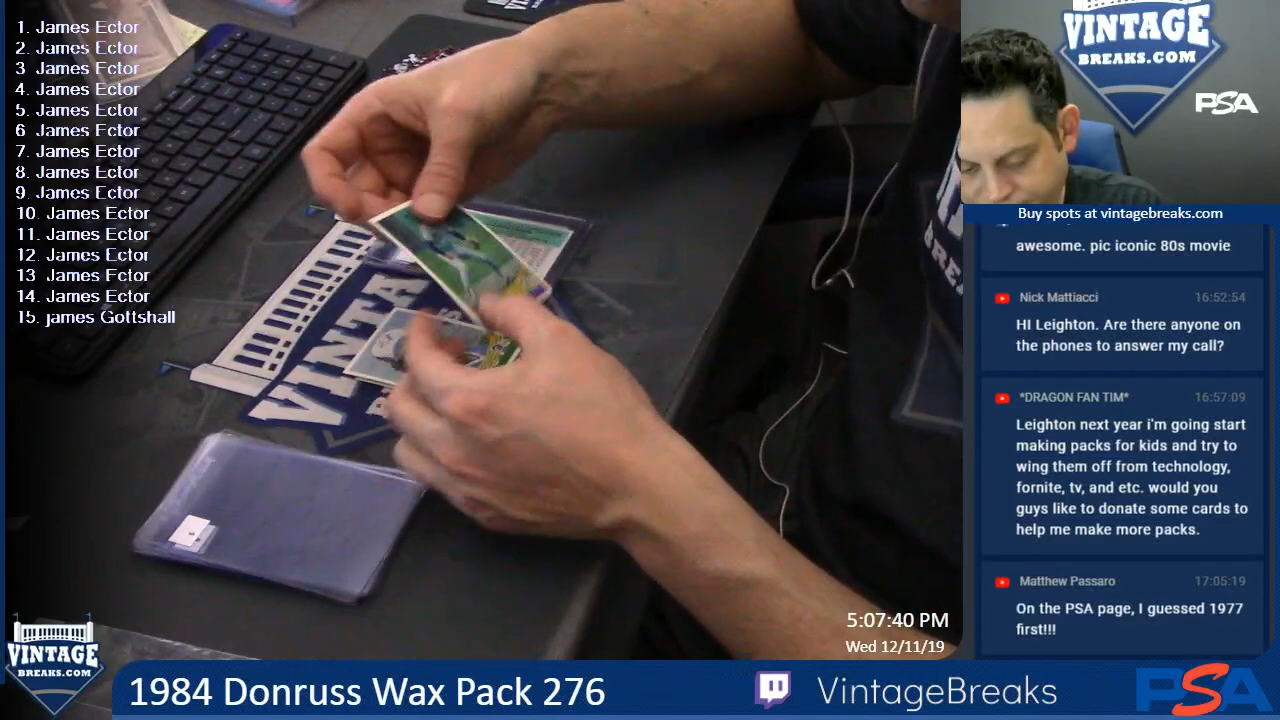 1. James Ector
2. James Ector
3. James Ector
4. James Ector
5. James Ector
6. James Ector
7. James Ector
8. James Ector
9. James Ector
10. James Ector
11. James Ector
12. James Ector
13. James Ector
14. James Ector
15. james Gottshall
VINTAGE
BREAKS.COM
PSA
Buy spots at vintagebreaks.com
awesome. pic iconic 80s movie
Nick Mattiacci 16:52:54
HI Leighton. Are there anyone on
the phones to answer my call?
*DRAGON FAN TIM* 16:57:09
Leighton next year i'm going start
making packs for kids and try to
wing them off from technology,
fornite, tv, and etc. would you
guys like to donate some cards to
help me make more packs.
Matthew Passaro 17:05:19
On the PSA page, I guessed 1977
first!!!
VINTA
5:07:40 PM
Wed 12/11/19
VINTAGE
BREAKS.COM
1984 Donruss Wax Pack 276
VintageBreaks
PSA